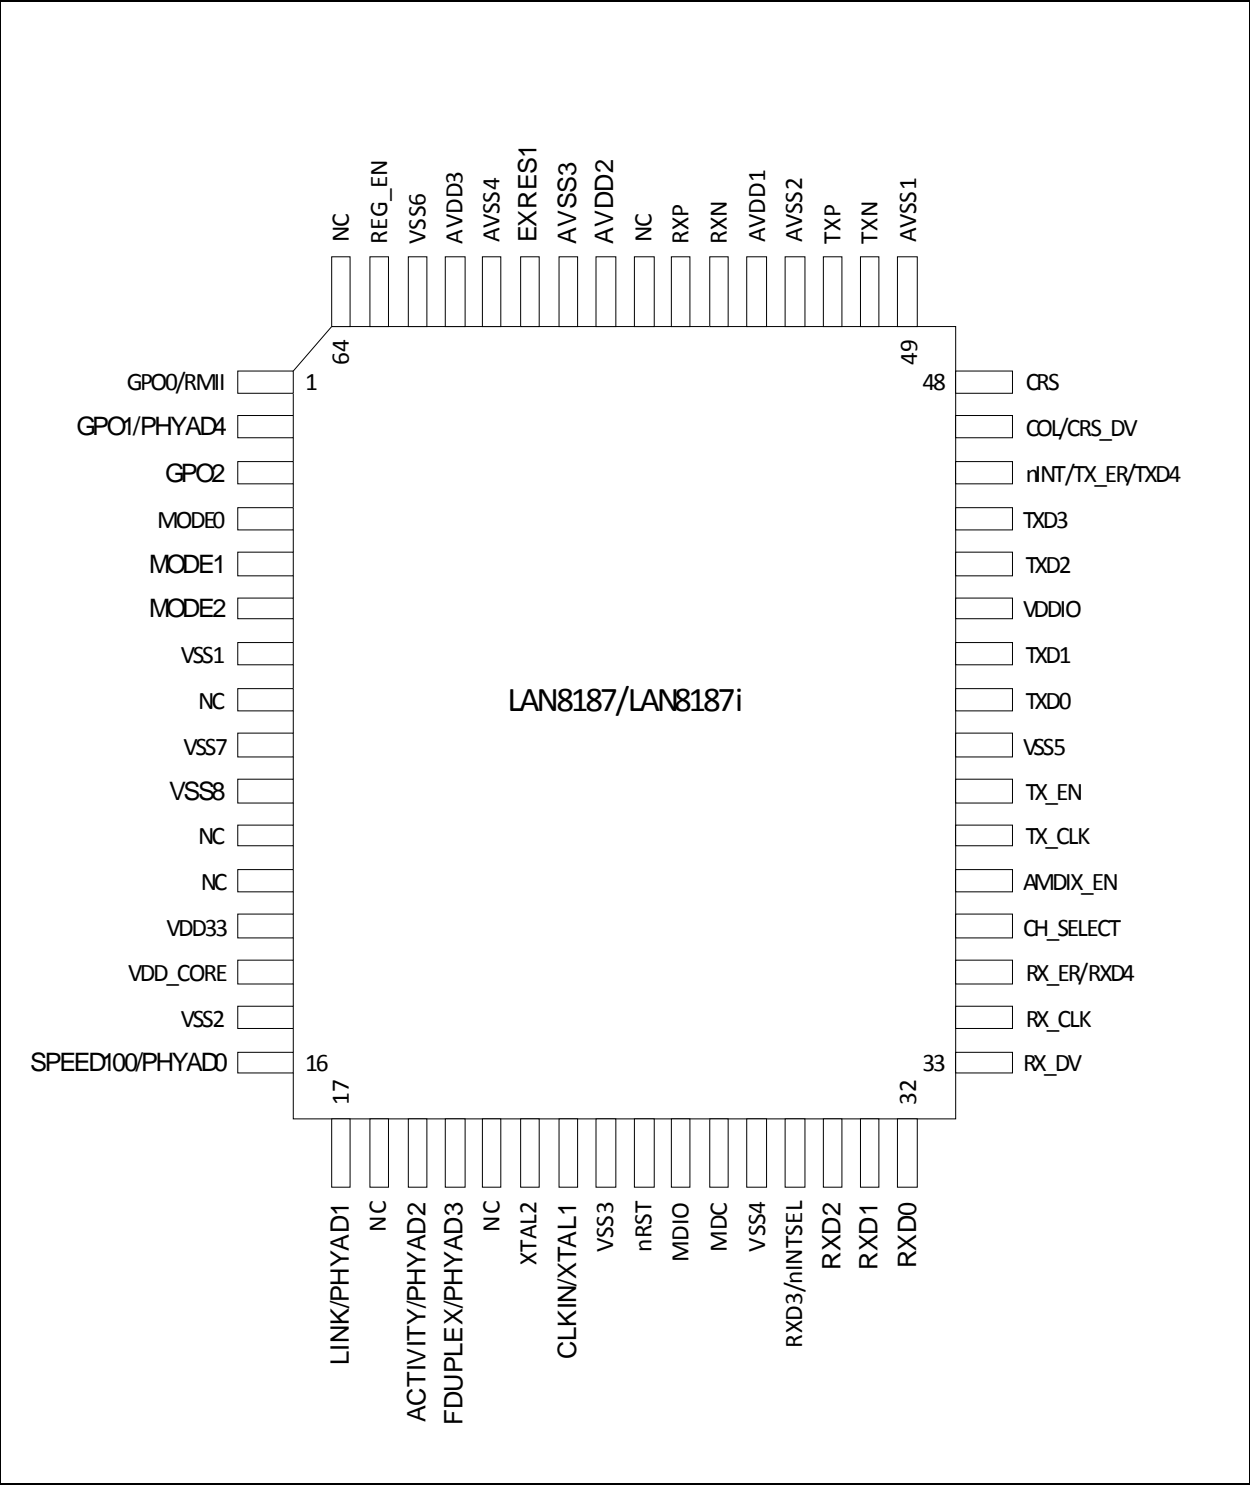 NC
REG_EN
VSS6
AVDD3
AVSS4
EXRES1
AVSS3
AVDD2
NC
RXP
RXN
AVDD1
AVSS2
TXP
TXN
AVSS1
64
49
GPO0/RMII
1
48
CRS
GPO1/PHYAD4
COL/CRS_DV
GPO2
nINT/TX_ER/TXD4
MODE0
TXD3
MODE1
TXD2
MODE2
VDDIO
VSS1
TXD1
NC
LAN8187/LAN8187i
TXD0
VSS7
VSS5
VSS8
TX_EN
NC
TX_CLK
NC
AMDIX_EN
VDD33
CH_SELECT
VDD_CORE
RX_ER/RXD4
VSS2
RX_CLK
SPEED100/PHYAD0
16
33
RX_DV
17
32
LINK/PHYAD1
NC
ACTIVITY/PHYAD2
FDUPLEX/PHYAD3
NC
XTAL2
CLKIN/XTAL1
VSS3
nRST
MDIO
MDC
VSS4
RXD3/nINTSEL
RXD2
RXD1
RXD0